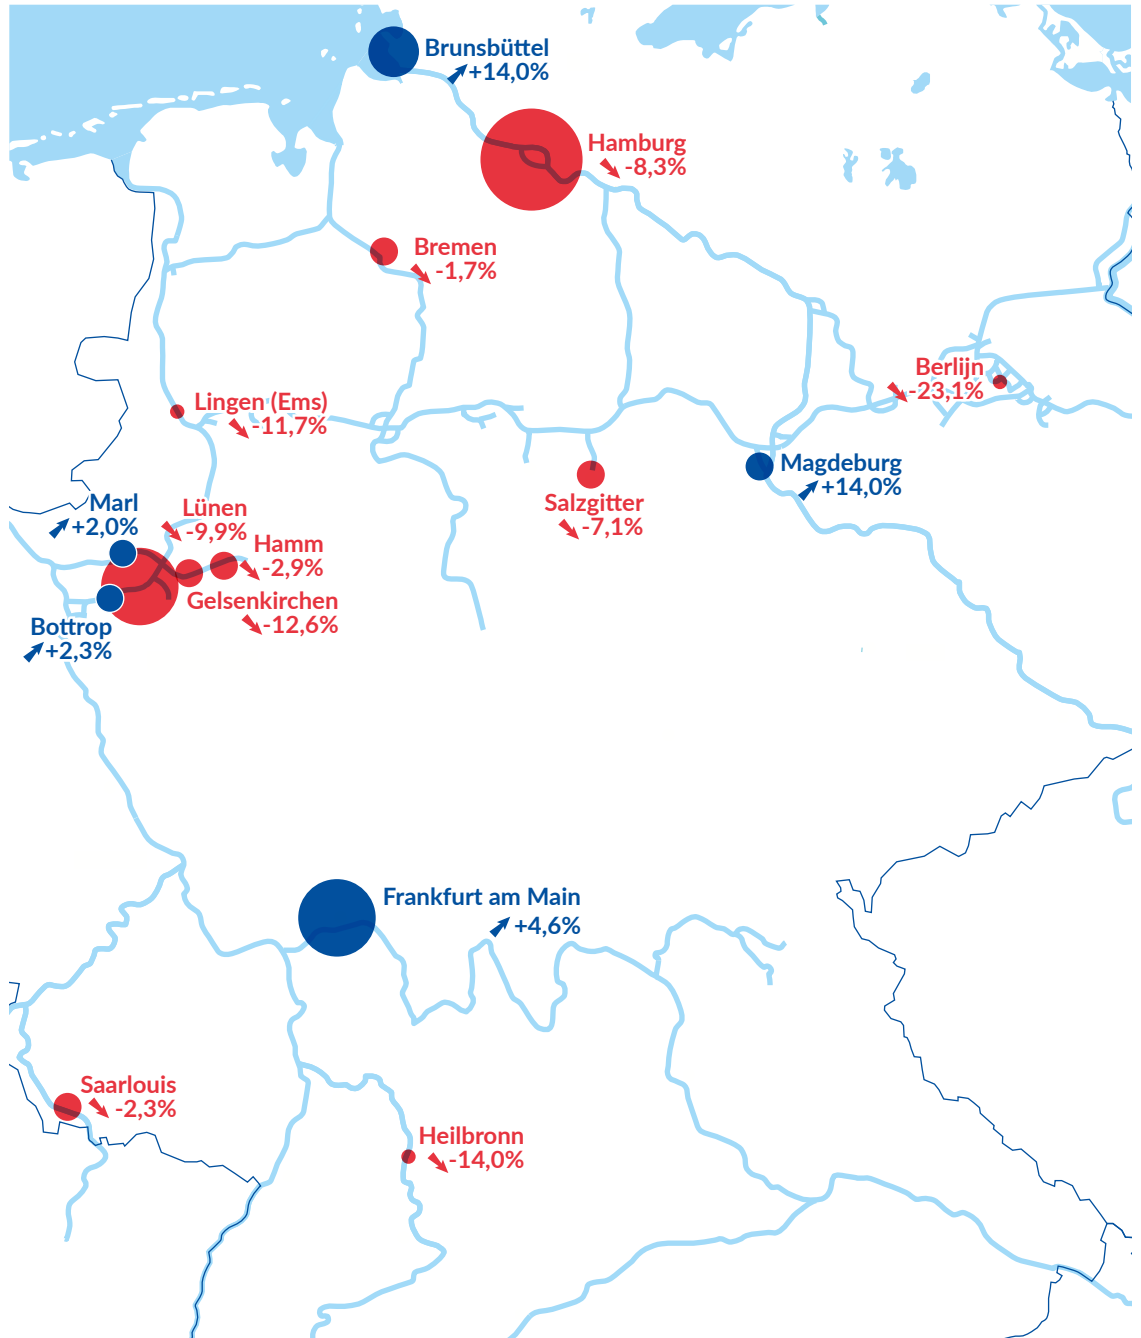 Brunsbüttel
+14,0%
Hamburg
-8,3%
Bremen
-1,7%
Berlijn
-23,1%
Lingen (Ems)
-11,7%
Magdeburg
+14,0%
Salzgitter
-7,1%
Marl
+2,0%
Lünen
-9,9%
Hamm
-2,9%
Gelsenkirchen
-12,6%
Bottrop
+2,3%
Frankfurt am Main
+4,6%
Saarlouis
-2,3%
Heilbronn
-14,0%